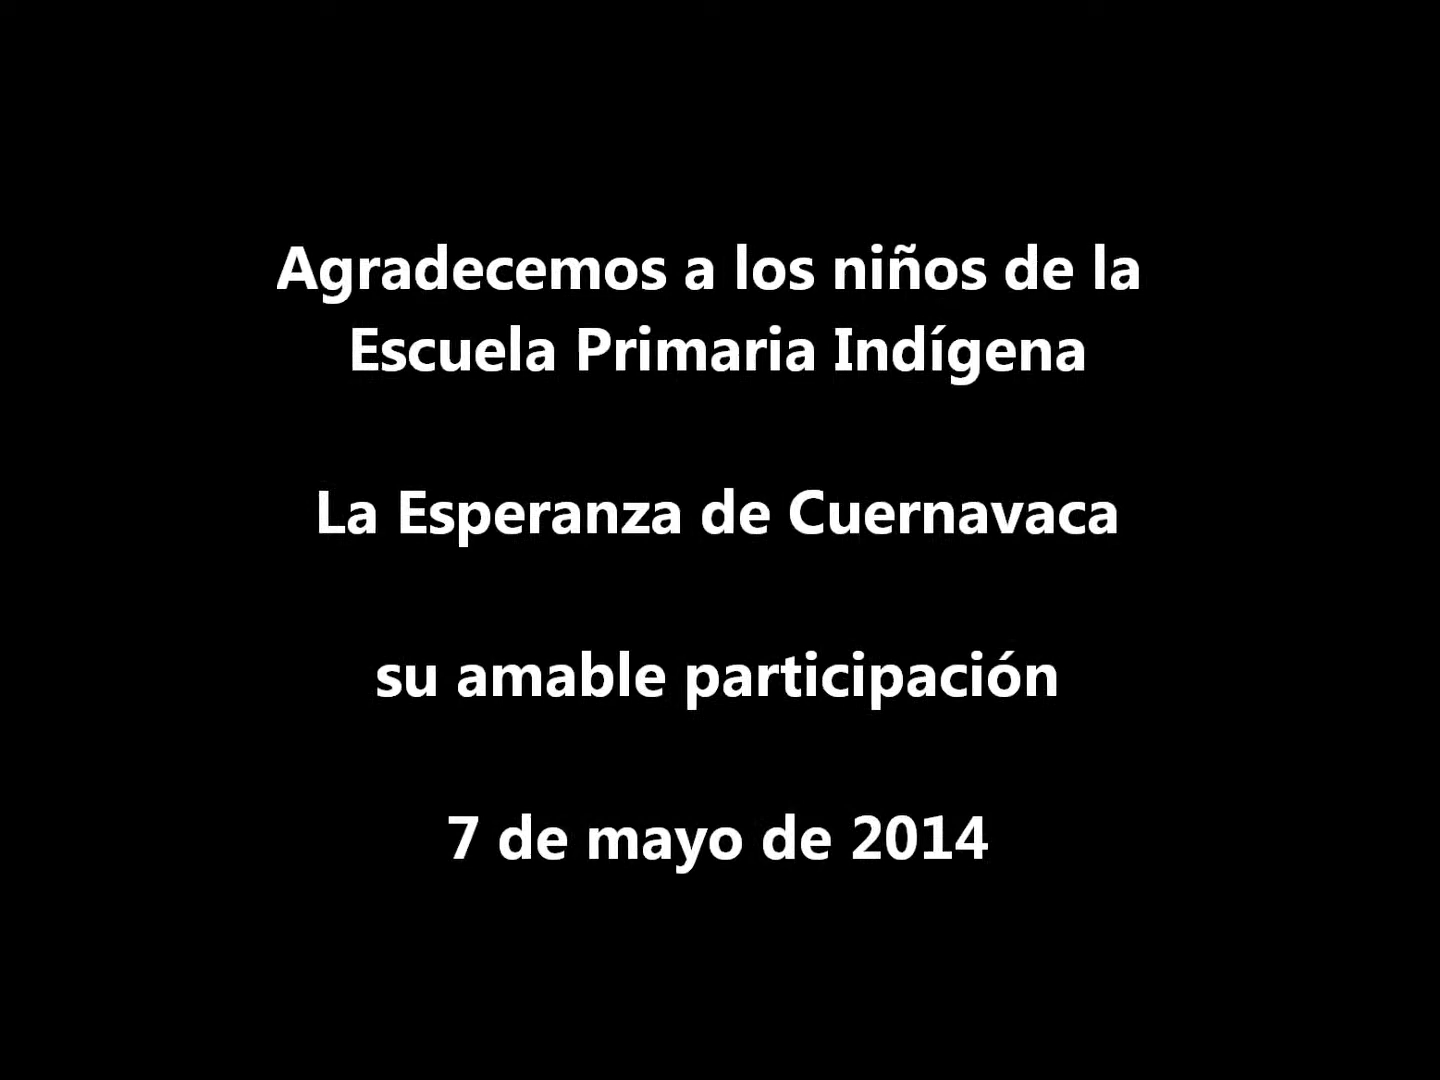 Agradecemos a los niños de la
Escuela Primaria Indígena
La Esperanza de Cuernavaca
su amable participación
7 de mayo de 2014